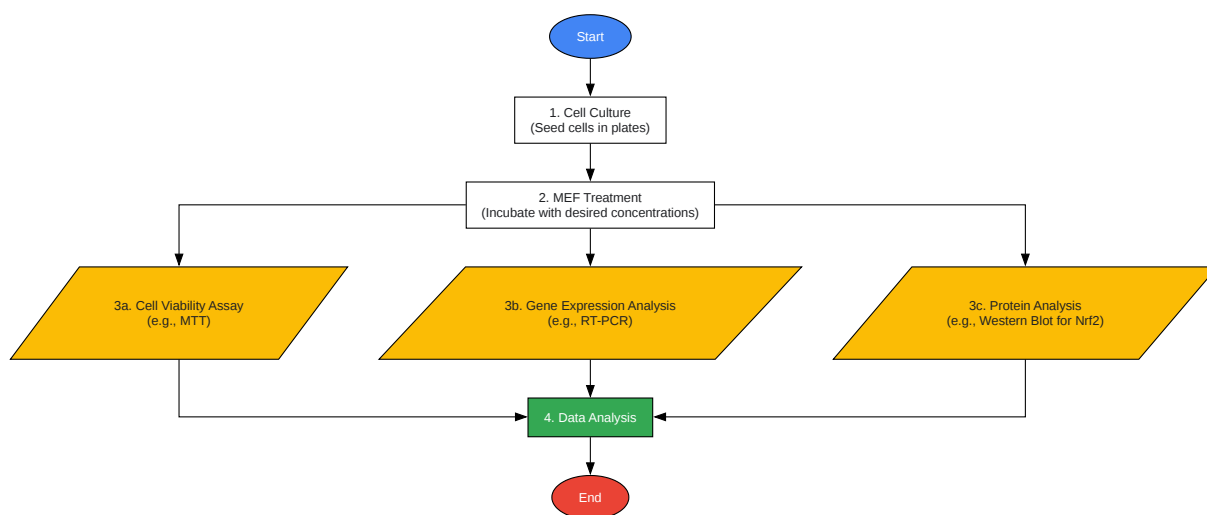 Start
1. Cell Culture
(Seed cells in plates)
2. MEF Treatment
(Incubate with desired concentrations)
3a. Cell Viability Assay
(e.g., MTT)
3b. Gene Expression Analysis
(e.g., RT-PCR)
3c. Protein Analysis
(e.g., Western Blot for Nrf2)
4. Data Analysis
End